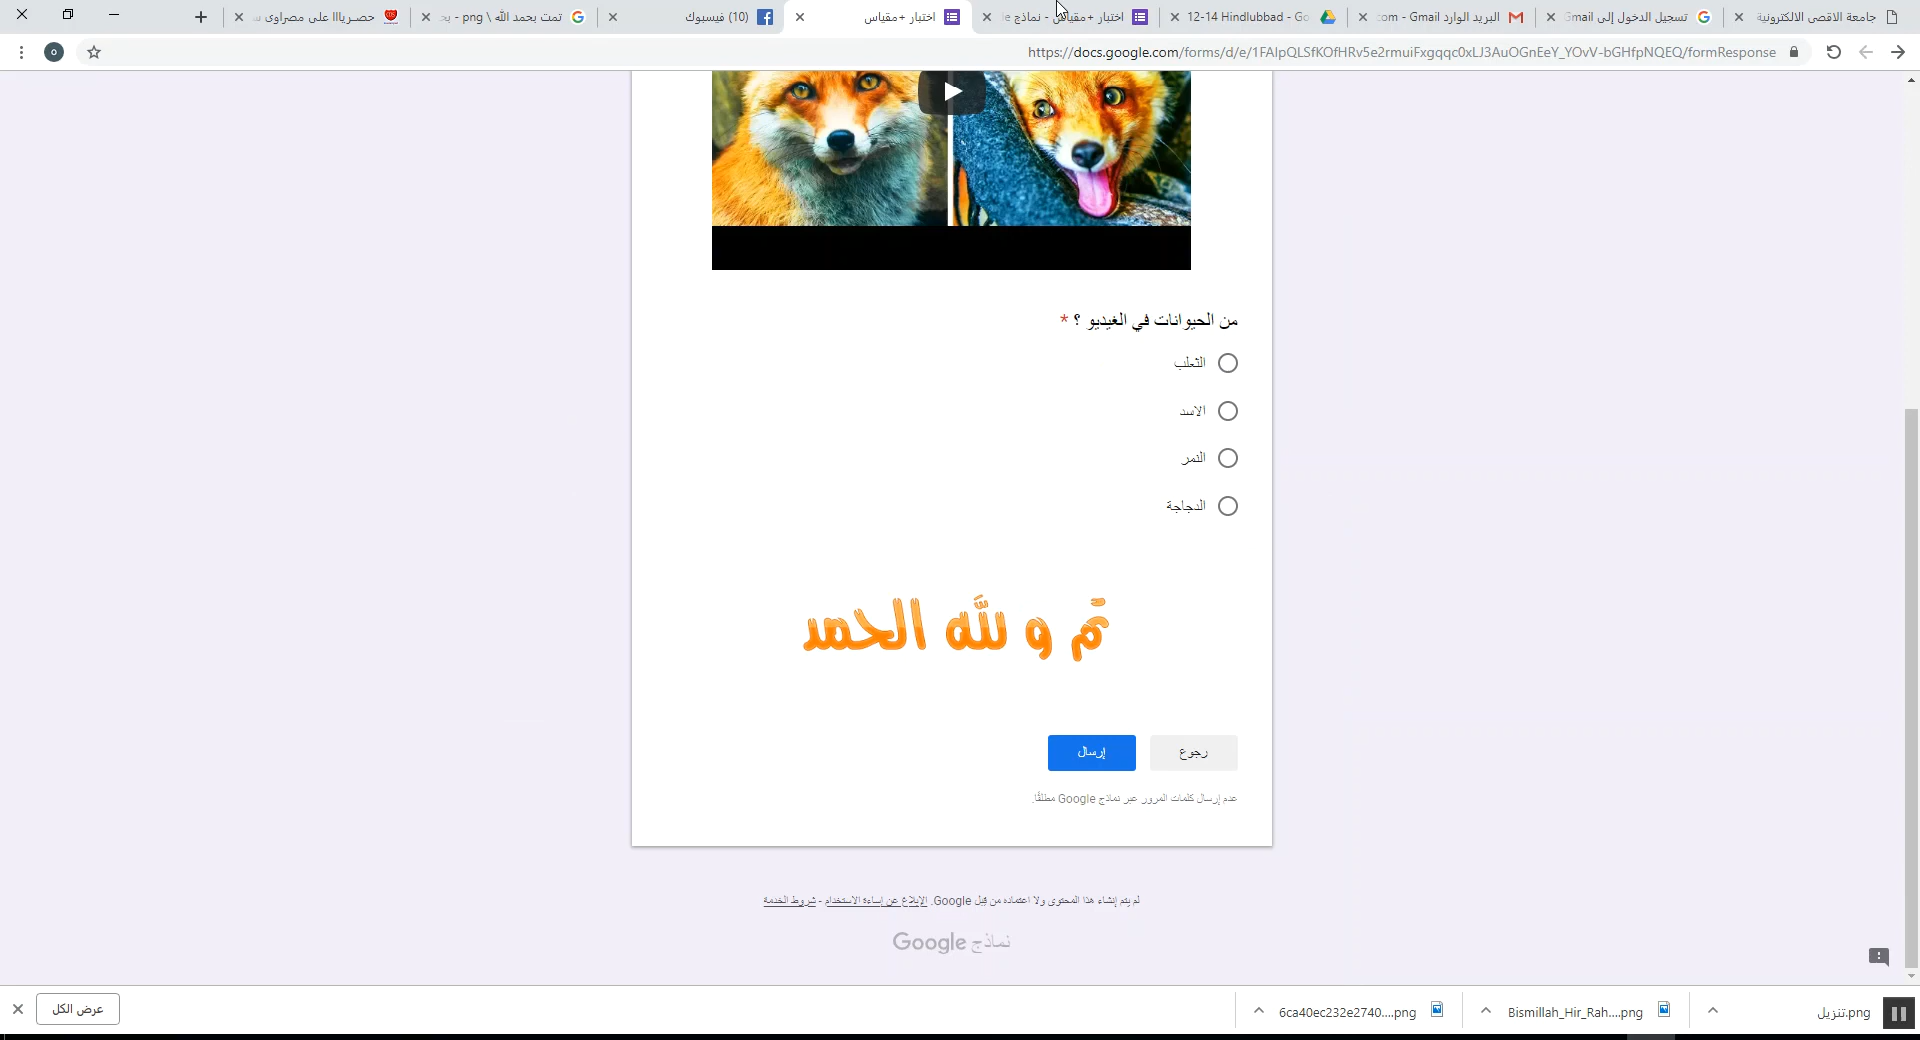 جامعة الاقصى الالكترونية
تسجيل الدخول إلى Gmail
البريد الوارد - Gmail
12-14 Hindlubbad - Go
اختبار +مقياس - نماذج
اختبار +مقياس
(10) فيسبوك
تمت بحمد الله \ png - بح
حصرياااا على مصراوى س
https://docs.google.com/forms/d/e/1FAIpQLSfKOfHRv5e2rmuiFxgqqc0xLJ3AuOGnEeY_YOvV-bGHfpNQEQ/formResponse
من الحيوانات في الغيديو ؟ *
الثعلب
الاسد
النمر
الدجاجة
تم و لله الحمد
رجوع
إرسال
عدم إرسال كلمات المرور عبر نماذج Google مطلقًا.
لم يتم إنشاء هذا المحتوى ولا اعتماده من قبل Google. الإبلاغ عن إساءة الاستخدام - شروط الخدمة
نماذج Google
تنزيل.png
Bismillah_Hir_Rah....png
6ca40ec232e2740....png
عرض الكل